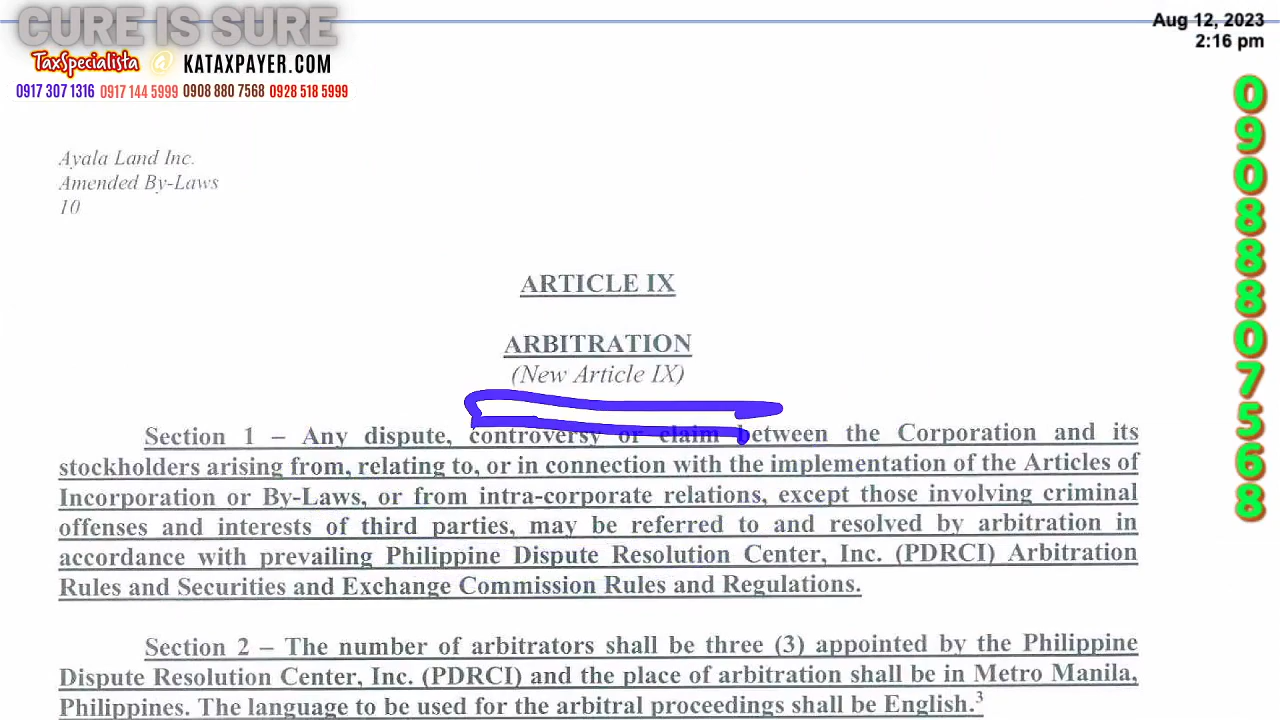 CURE IS SURE
TaxSpecialista @ KATAXPAYER.COM
0917 307 1316 0917 144 5999 0908 880 7568 0928 518 5999
Aug 12, 2023
2:16 pm
09088807568
Ayala Land Inc.
Amended By-Laws
10
ARTICLE IX
ARBITRATION
(New Article IX)
Section 1 – Any dispute, controversy or claim between the Corporation and its
stockholders arising from, relating to, or in connection with the implementation of the Articles of
Incorporation or By-Laws, or from intra-corporate relations, except those involving criminal
offenses and interests of third parties, may be referred to and resolved by arbitration in
accordance with prevailing Philippine Dispute Resolution Center, Inc. (PDRCI) Arbitration
Rules and Securities and Exchange Commission Rules and Regulations.
Section 2 – The number of arbitrators shall be three (3) appointed by the Philippine
Dispute Resolution Center, Inc. (PDRCI) and the place of arbitration shall be in Metro Manila,
Philippines. The language to be used for the arbitral proceedings shall be English.3